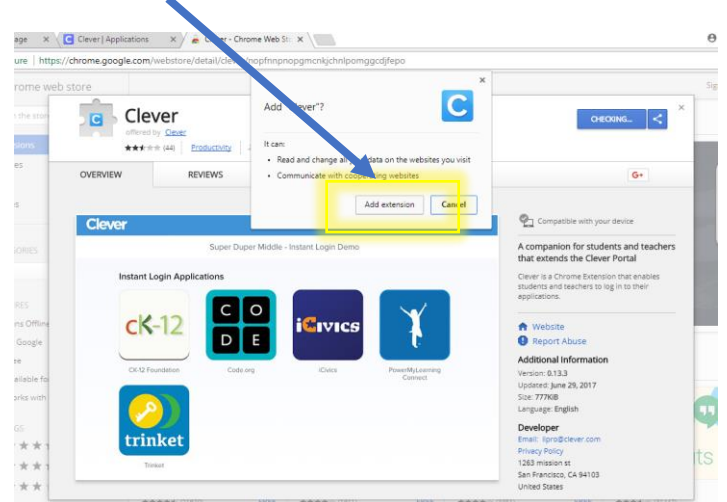 age
Clever | Applications
Clever - Chrome Web St
ure | https://chrome.google.com/webstore/detail/clever/nopfnnpnopgmcnkjchnlpomggcdjfepo
rome web store
Sig
Clever
offered by Clever
(44)
Productivity
CHECKING...
OVERVIEW
REVIEWS
G+
Add "Clever"?
It can:
Read and change all your data on the websites you visit
Communicate with cooperating websites
Add extension
Cancel
Clever
Super Duper Middle - Instant Login Demo
Instant Login Applications
cK-12
CK-12 Foundation
C O
D E
Code.org
iCivics
iCivics
PowerMyLearning
Connect
trinket
Trinket
Compatible with your device
A companion for students and teachers
that extends the Clever Portal
Clever is a Chrome Extension that enables
students and teachers to log in to their
applications.
Website
Report Abuse
Additional Information
Version: 0.13.3
Updated: June 29, 2017
Size: 777KiB
Language: English
Developer
Email: ilpro@clever.com
Privacy Policy
1263 mission st
San Francisco, CA 94103
United States